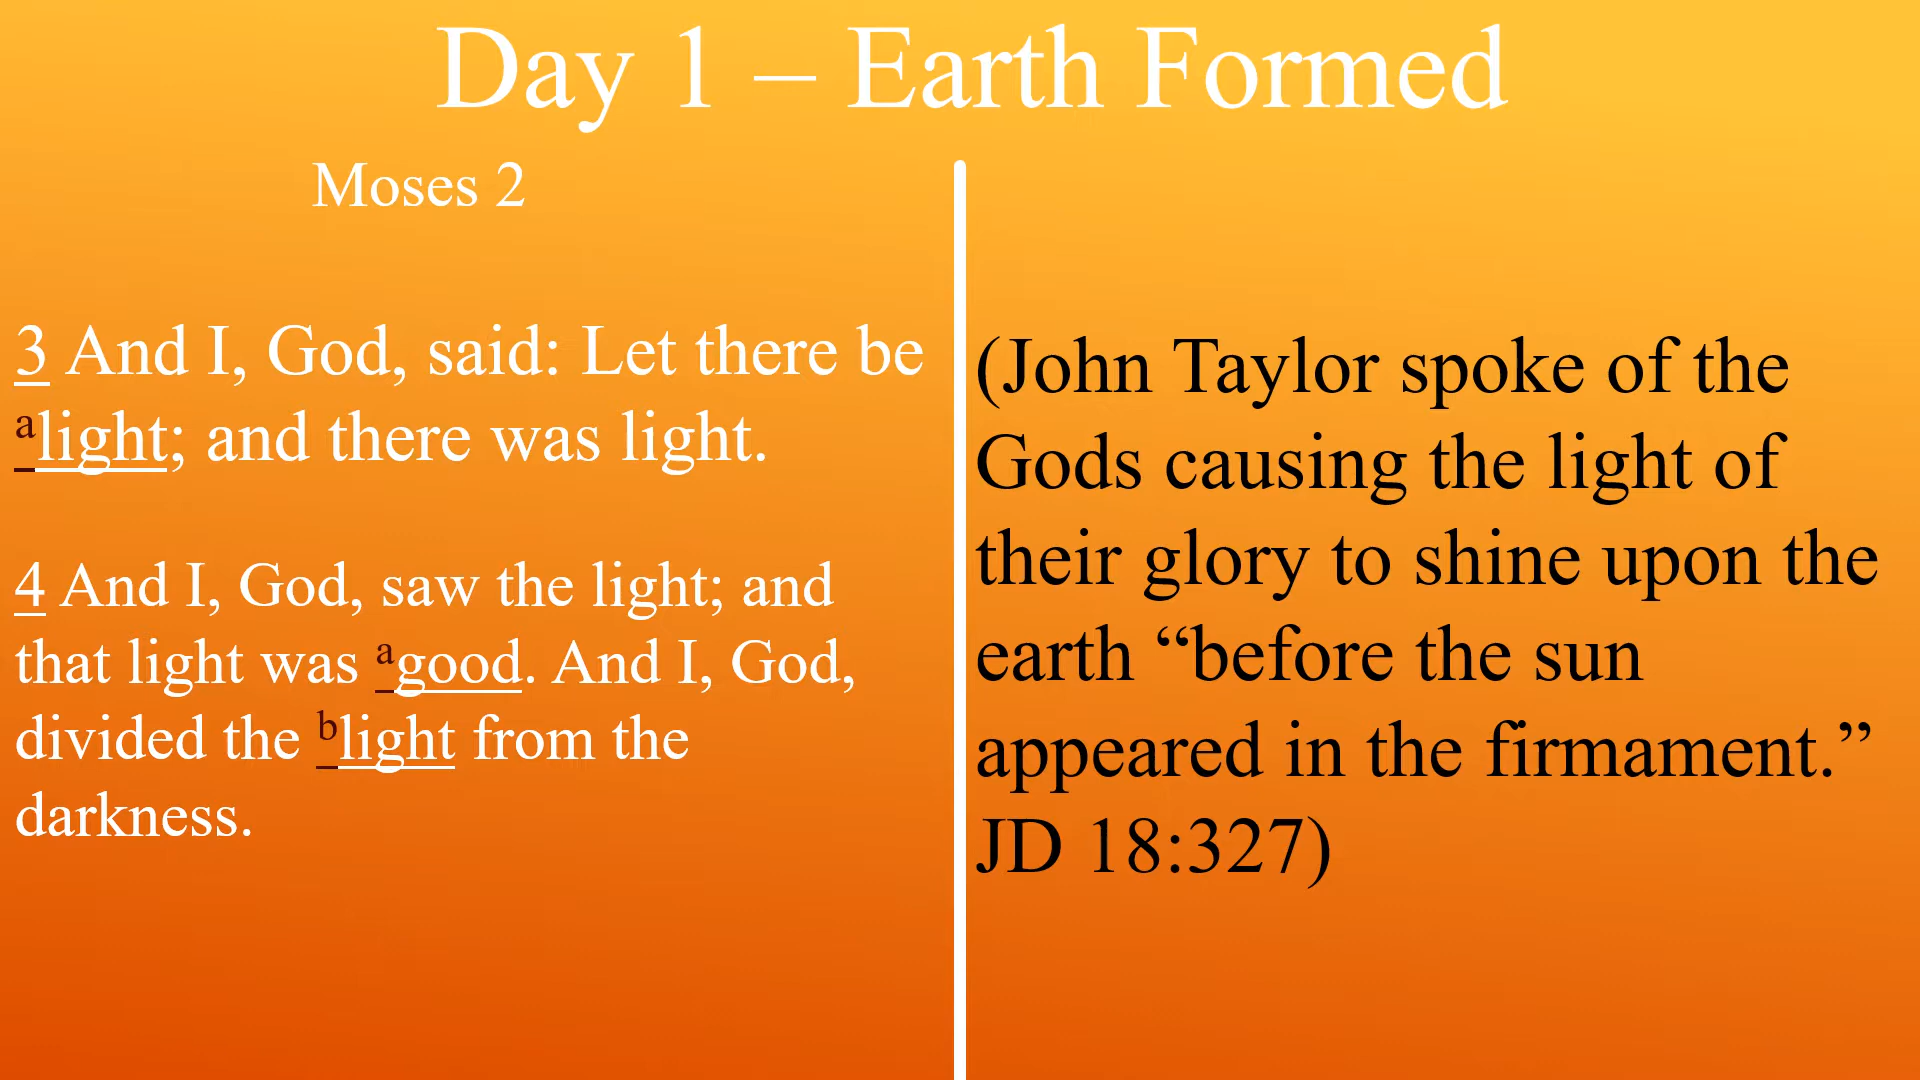 Day 1 – Earth Formed
Moses 2
3 And I, God, said: Let there be
alight; and there was light.
4 And I, God, saw the light; and
that light was agood. And I, God,
divided the blight from the
darkness.
(John Taylor spoke of the
Gods causing the light of
their glory to shine upon the
earth “before the sun
appeared in the firmament.”
JD 18:327)